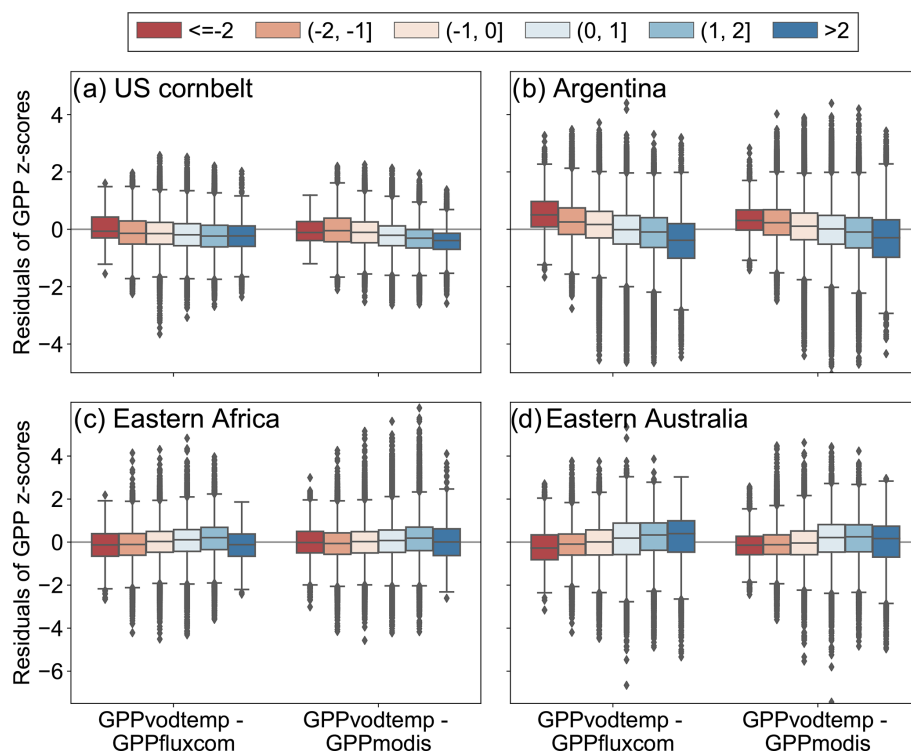 <=-2 (-2, -1] (-1, 0] (0, 1] (1, 2] >2
(a) US cornbelt
(b) Argentina
Residuals of GPP z-scores
4
2
0
−2
−4
(c) Eastern Africa
(d) Eastern Australia
Residuals of GPP z-scores
4
2
0
−2
−4
−6
GPPvodtemp -
GPPfluxcom
GPPvodtemp -
GPPmodis
GPPvodtemp -
GPPfluxcom
GPPvodtemp -
GPPmodis